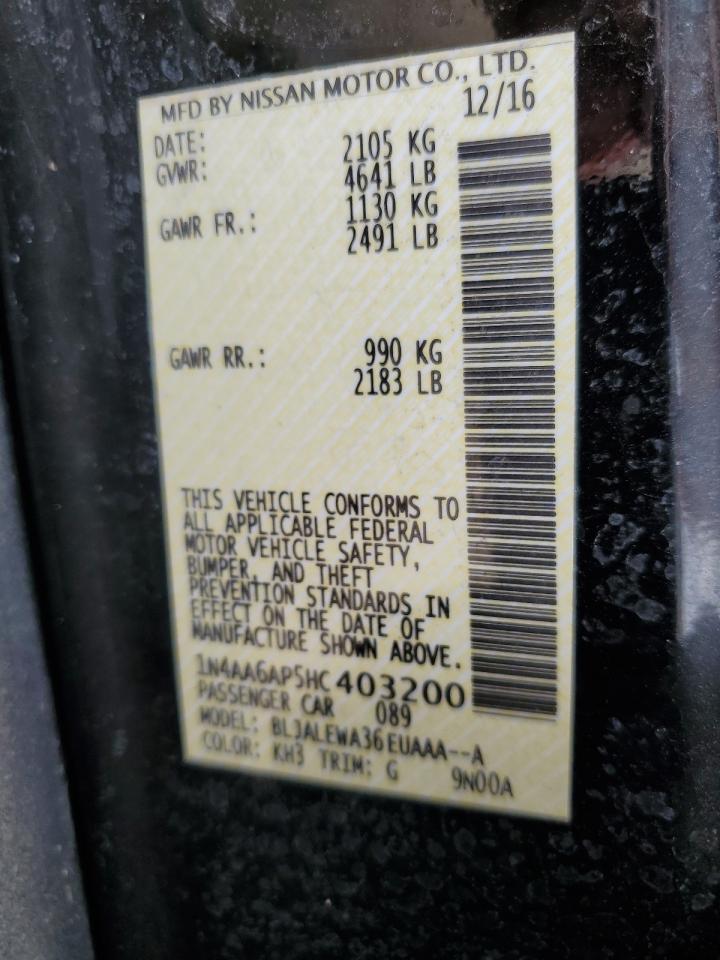 MFD BY NISSAN MOTOR CO., LTD.
DATE: 12/16
GVWR: 2105 KG
4641 LB
GAWR FR.: 1130 KG
2491 LB
GAWR RR.: 990 KG
2183 LB
THIS VEHICLE CONFORMS TO
ALL APPLICABLE FEDERAL
MOTOR VEHICLE SAFETY,
BUMPER, AND THEFT
PREVENTION STANDARDS IN
EFFECT ON THE DATE OF
MANUFACTURE SHOWN ABOVE.
1N4AA6AP5HC403200
PASSENGER CAR 089
MODEL: BL3ALEWA36EUAAA--A
COLOR: KH3 TRIM: G 9N00A